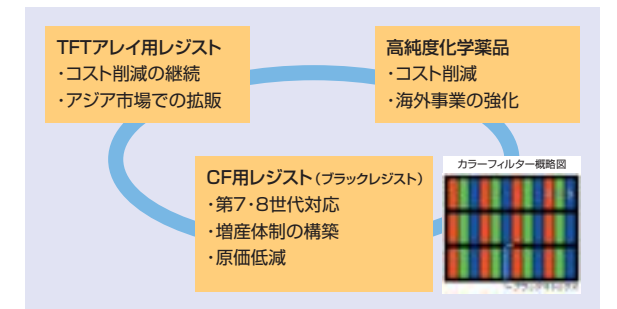 TFTアレイ用レジスト
・コスト削減の継続
・アジア市場での拡販
高純度化学薬品
・コスト削減
・海外事業の強化
CF用レジスト（ブラックレジスト）
・第7・8世代対応
・増産体制の構築
・原価低減
カラーフィルター概略図